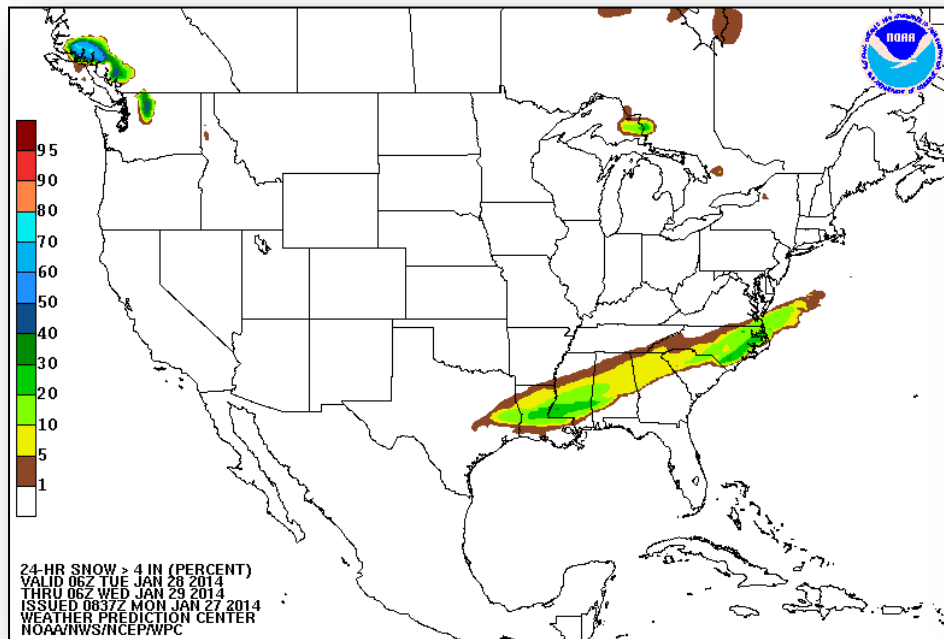 NOAA
95
90
80
70
60
50
40
30
20
10
5
1
24-HR SNOW > 4 IN (PERCENT)
VALID 06Z TUE JAN 28 2014
THRU 06Z WED JAN 29 2014
ISSUED 0837Z MON JAN 27 2014
WEATHER PREDICTION CENTER
NOAA/NWS/NCEP/WPC